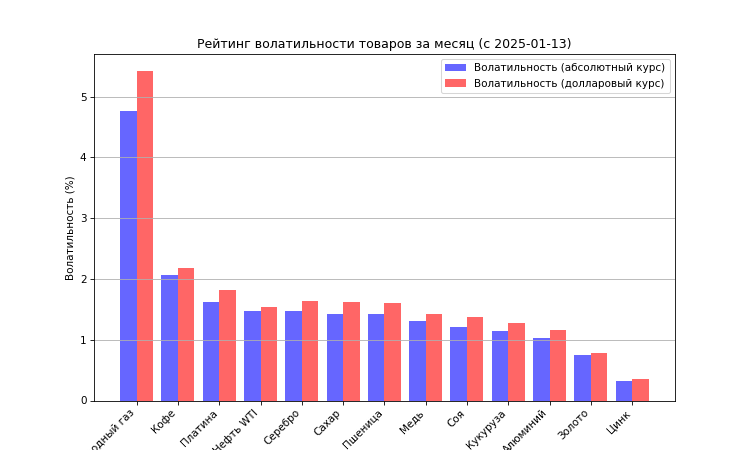 Рейтинг волатильности товаров за месяц (с 2025-01-13)
Волатильность (абсолютный курс)
Волатильность (долларовый курс)
Волатильность (%)
5
4
3
2
1
0
одный газ
Кофе
Платина
Нефть WTI
Серебро
Сахар
Пшеница
Медь
Соя
Кукуруза
Алюминий
Золото
Цинк